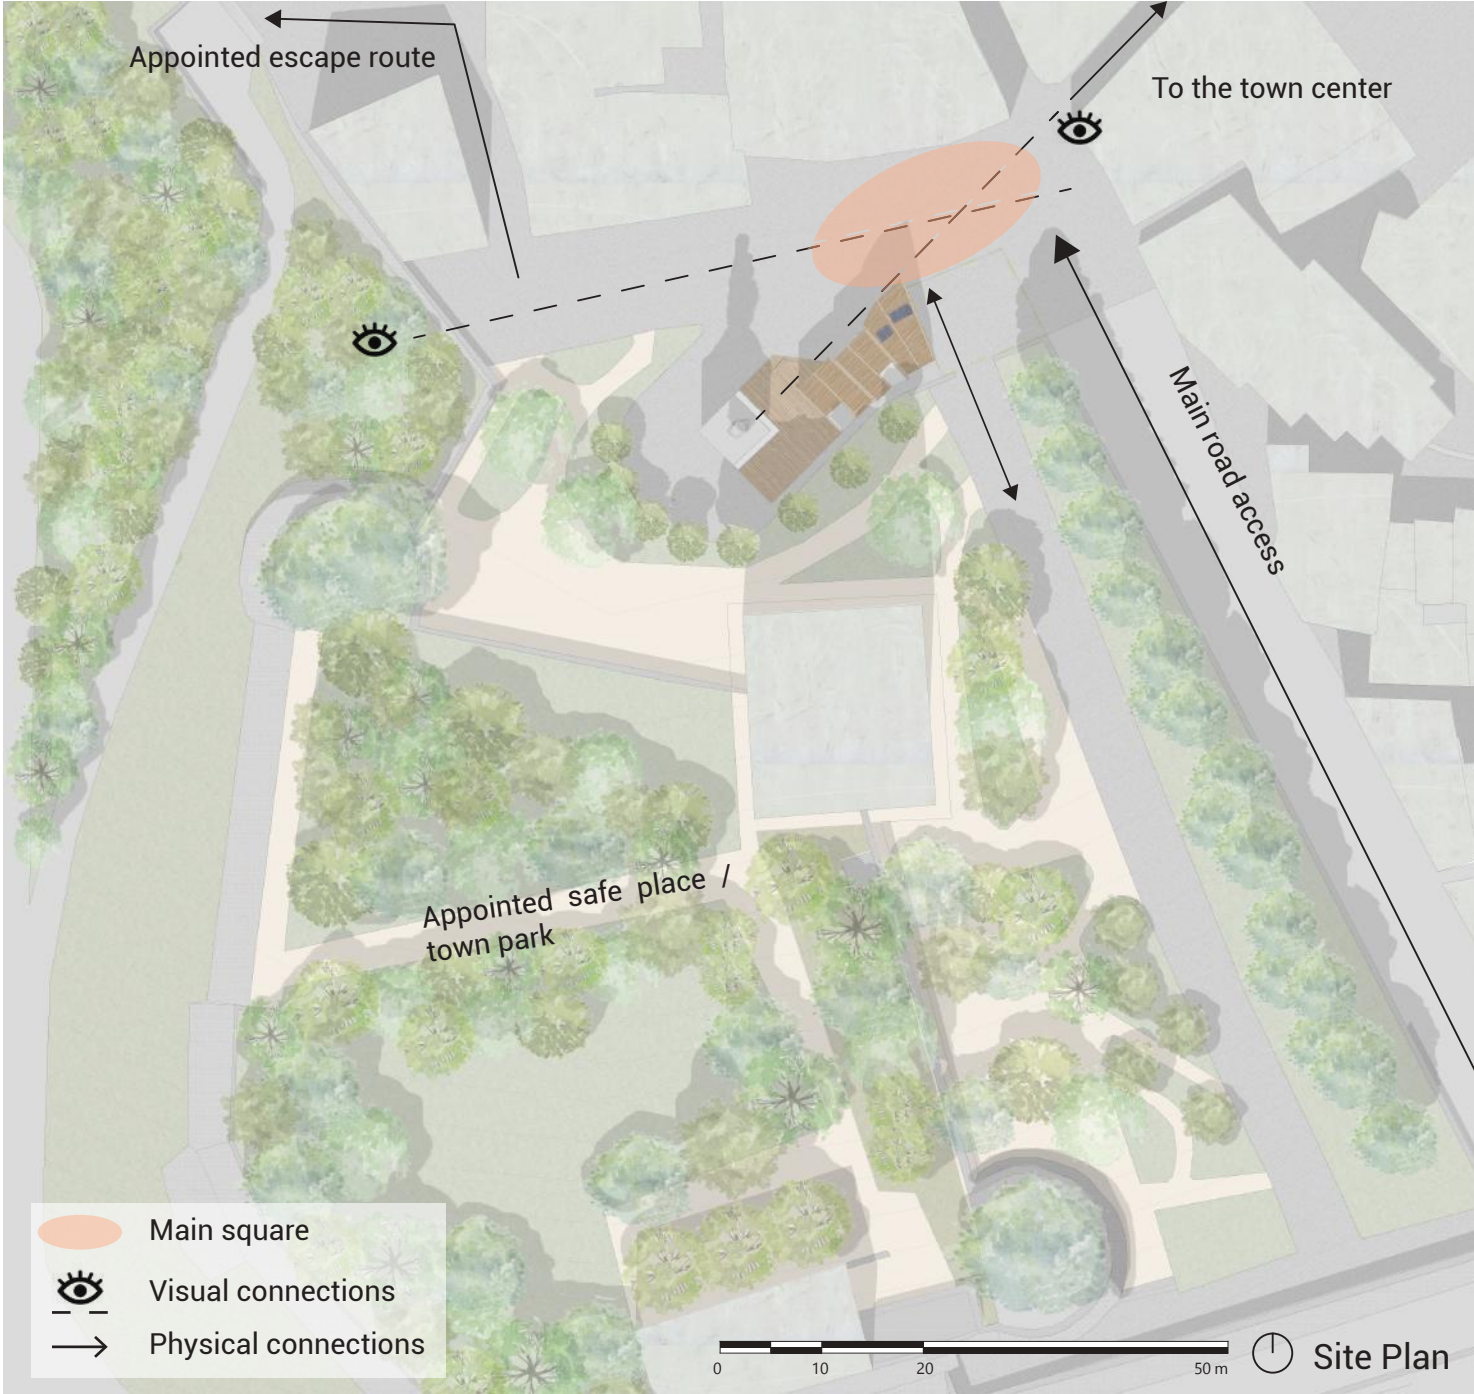 Appointed escape route
To the town center
Main road access
Appointed safe place /
town park
Main square
Visual connections
Physical connections
0 10 20 50 m
Site Plan